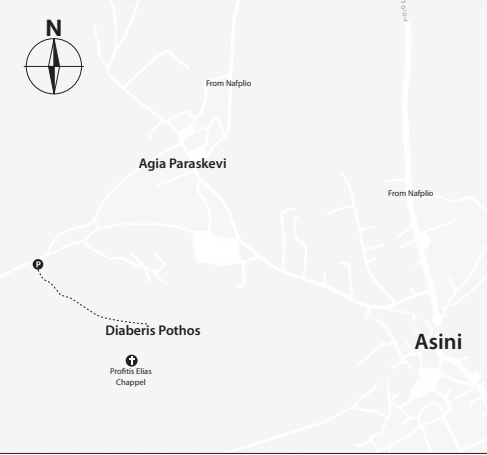 N
From Nafplio
Agia Paraskevi
From Nafplio
P
Diaberis Pothos
Asini
Profitis Elias
Chappel